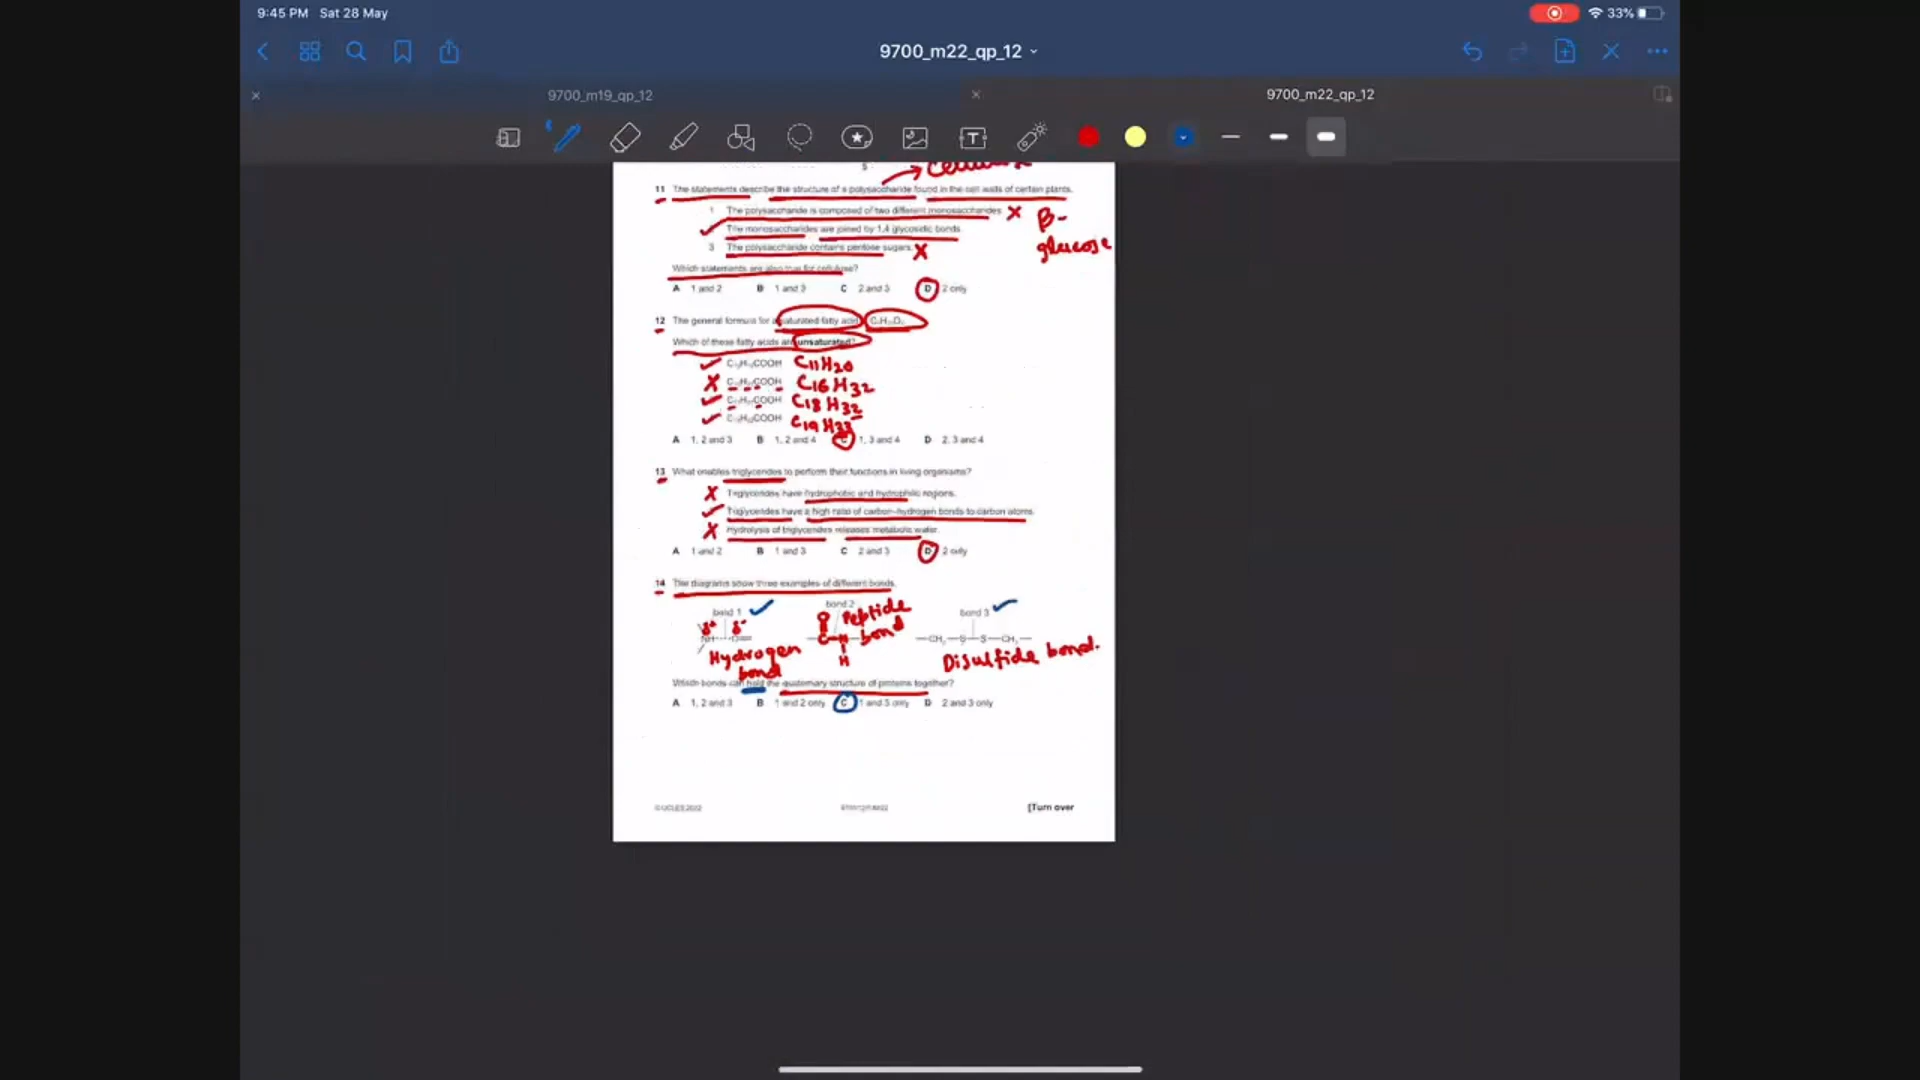 9:45 PM Sat 28 May
33%
9700_m22_qp_12
9700_m19_qp_12
9700_m22_qp_12
Cellulose
11 The statements describe the structure of a polysaccharide found in the cell walls of certain plants.
1 The polysaccharide is composed of two different monosaccharides. X β-
The monosaccharides are joined by 1,4 glycosidic bonds. glucose
3 The polysaccharide contains pentose sugars. X
Which statements are also true for cellulose?
A 1 and 2 B 1 and 3 C 2 and 3 D 2 only
12 The general formula for a saturated fatty acid
Which of these fatty acids are unsaturated?
COOH C11H20
X COOH C16H32
COOH C18H32
COOH C19H33
A 1, 2 and 3 B 1, 2 and 4 C 1, 3 and 4 D 2, 3 and 4
13 What enables triglycerides to perform their functions in living organisms?
X Triglycerides have hydrophobic and hydrophilic regions.
Triglycerides have a high ratio of carbon–hydrogen bonds to carbon atoms.
X Hydrolysis of triglycerides releases metabolic water.
A 1 and 2 B 1 and 3 C 2 and 3 D 2 only
14 The diagrams show three examples of different bonds.
bond 1 bond 2 bond 3
δ+ δ- O Peptide bond
NH O C N H
CH₂ S S CH₂
Hydrogen bond Disulfide bond.
Which bonds can hold the quaternary structure of proteins together?
A 1, 2 and 3 B 1 and 2 only C 1 and 3 only D 2 and 3 only
© UCLES 2022 [Turn over